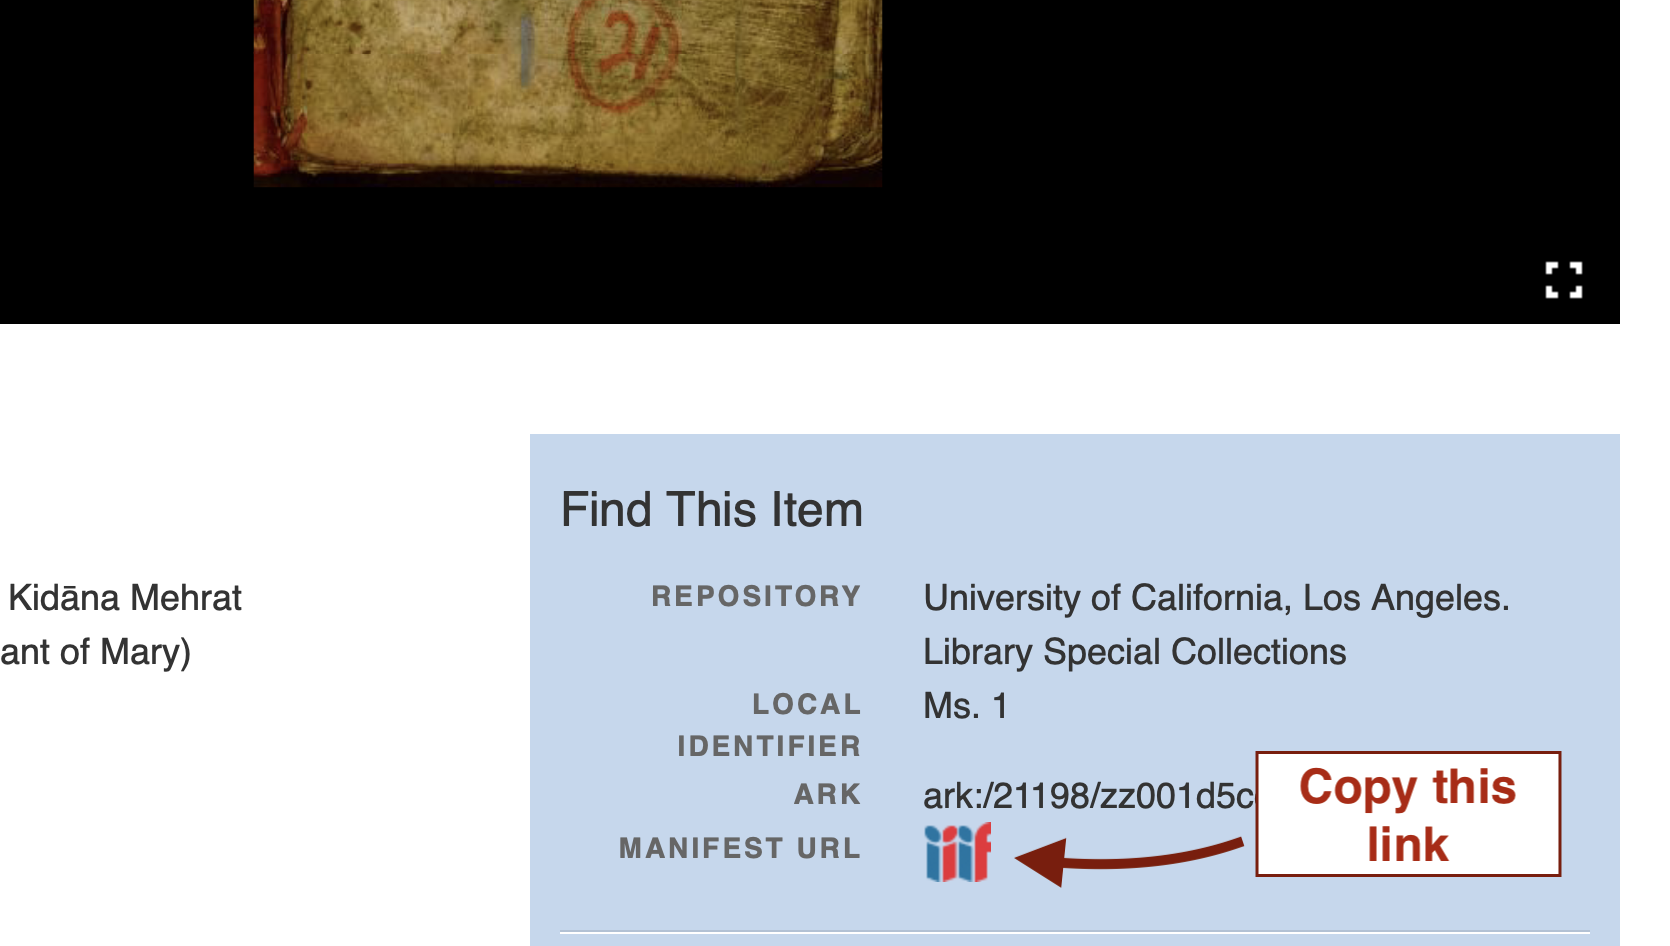 21
Find This Item
Kidāna Mehrat
ant of Mary)
REPOSITORY
University of California, Los Angeles.
Library Special Collections
LOCAL
IDENTIFIER
Ms. 1
ARK
ark:/21198/zz001d5c
MANIFEST URL
iiif
Copy this
link